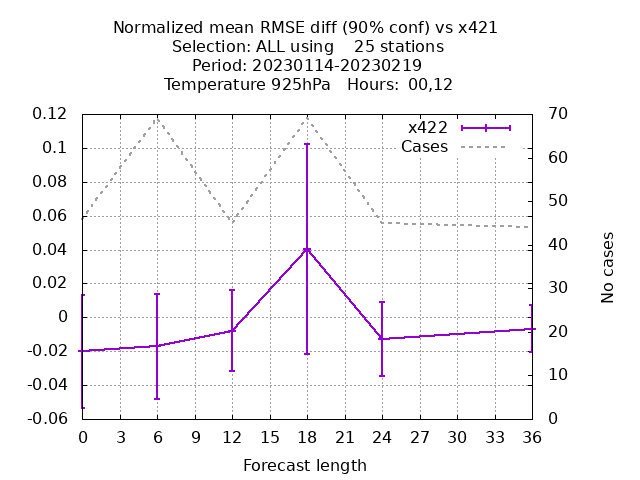 Normalized mean RMSE diff (90% conf) vs x421
Selection: ALL using    25 stations
Period: 20230114-20230219
Temperature 925hPa   Hours:  00,12
0.12
0.1
0.08
0.06
0.04
0.02
0
-0.02
-0.04
-0.06
70
60
50
40
30
20
10
0
x422
Cases
No cases
0 3 6 9 12 15 18 21 24 27 30 33 36
Forecast length